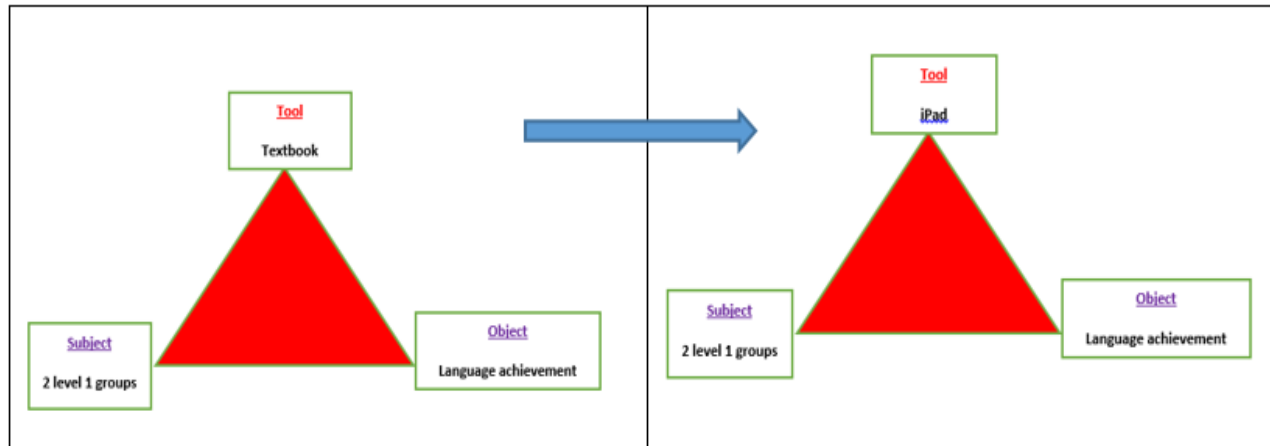 Tool
Textbook
Subject
2 level 1 groups
Object
Language achievement
Tool
iPad
Subject
2 level 1 groups
Object
Language achievement